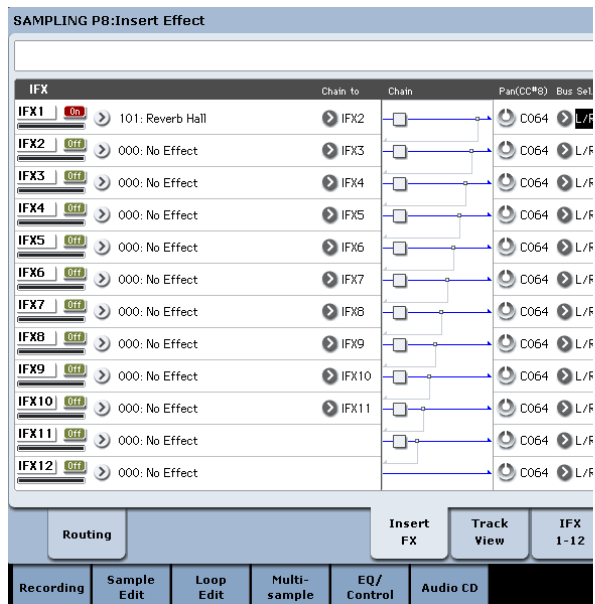 SAMPLING P8:Insert Effect
IFX Chain to Chain Pan(CC#8) Bus Sel.
IFX1 On 101: Reverb Hall IFX2 C064 L/R
IFX2 Off 000: No Effect IFX3 C064 L/R
IFX3 Off 000: No Effect IFX4 C064 L/R
IFX4 Off 000: No Effect IFX5 C064 L/R
IFX5 Off 000: No Effect IFX6 C064 L/R
IFX6 Off 000: No Effect IFX7 C064 L/R
IFX7 Off 000: No Effect IFX8 C064 L/R
IFX8 Off 000: No Effect IFX9 C064 L/R
IFX9 Off 000: No Effect IFX10 C064 L/R
IFX10 Off 000: No Effect IFX11 C064 L/R
IFX11 Off 000: No Effect C064 L/R
IFX12 Off 000: No Effect C064 L/R
Routing
Insert
FX
Track
View
IFX
1-12
Recording
Sample
Edit
Loop
Edit
Multi-
sample
EQ/
Control
Audio CD